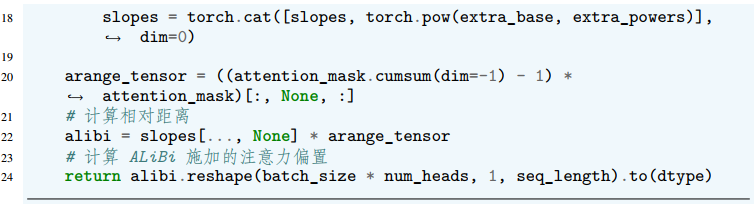 18 slopes = torch.cat([slopes, torch.pow(extra_base, extra_powers)],
↪ dim=0)
19
20 arange_tensor = ((attention_mask.cumsum(dim=-1) - 1) *
↪ attention_mask)[:, None, :]
21 # 计算相对距离
22 alibi = slopes[..., None] * arange_tensor
23 # 计算 ALiBi 施加的注意力偏置
24 return alibi.reshape(batch_size * num_heads, 1, seq_length).to(dtype)